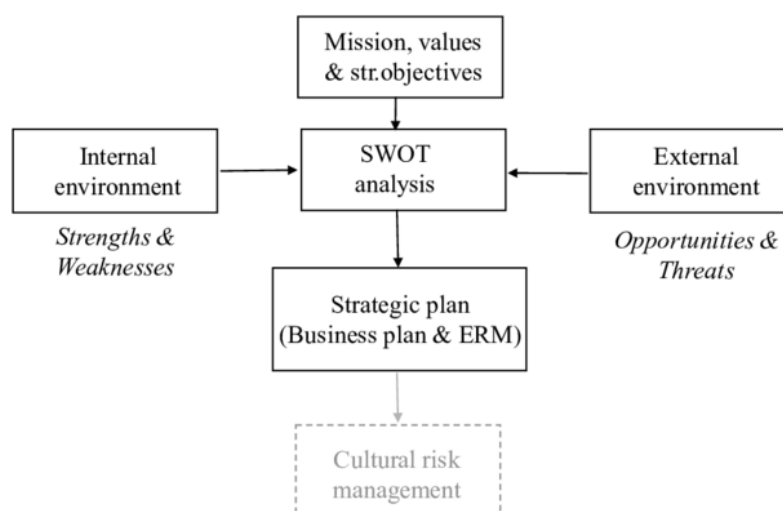 Mission, values
& str.objectives
Internal
environment
SWOT
analysis
External
environment
Strengths &
Weaknesses
Opportunities &
Threats
Strategic plan
(Business plan & ERM)
Cultural risk
management